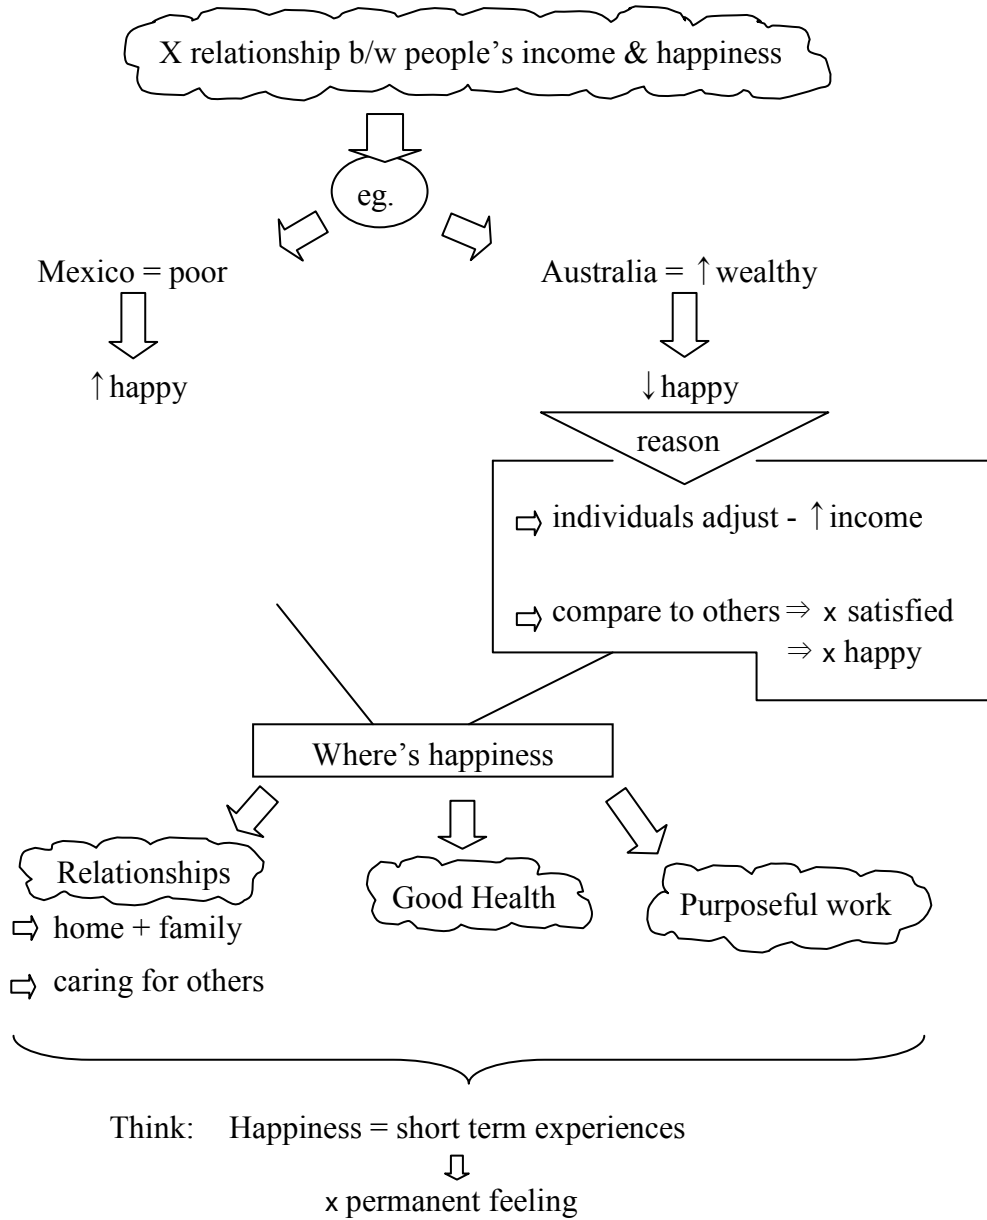 X relationship b/w people’s income & happiness
eg.
Mexico = poor
Australia = ↑wealthy
↑happy
↓happy
reason
individuals adjust - ↑income
compare to others ⇒ x satisfied
⇒ x happy
Where’s happiness
Relationships
Good Health
Purposeful work
home + family
caring for others
Think: Happiness = short term experiences
x permanent feeling